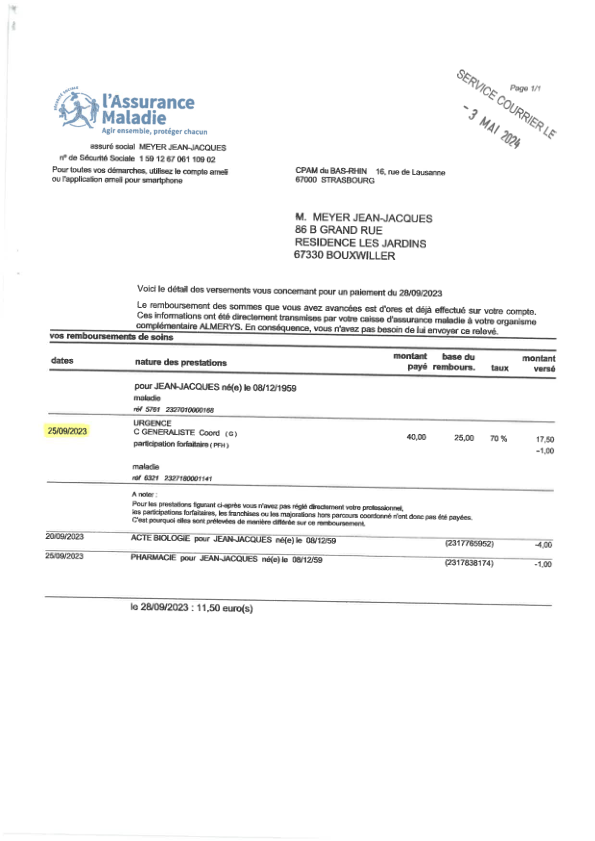 Page 1/1
SERVICE COURRIER LE
- 3 MAI 2024
SÉCURITÉ SOCIALE
l'Assurance
Maladie
Agir ensemble, protéger chacun
assuré social MEYER JEAN-JACQUES
n° de Sécurité Sociale 1 59 12 67 061 109 02
Pour toutes vos démarches, utilisez le compte ameli
ou l'application ameli pour smartphone
CPAM du BAS-RHIN 16, rue de Lausanne
67000 STRASBOURG
M. MEYER JEAN-JACQUES
86 B GRAND RUE
RESIDENCE LES JARDINS
67330 BOUXWILLER
Voici le détail des versements vous concernant pour un paiement du 28/09/2023
Le remboursement des sommes que vous avez avancées est d'ores et déjà effectué sur votre compte.
Ces informations ont été directement transmises par votre caisse d'assurance maladie à votre organisme
complémentaire ALMERYS. En conséquence, vous n'avez pas besoin de lui envoyer ce relevé.
vos remboursements de soins
dates nature des prestations montant payé base du rembours. taux montant versé
pour JEAN-JACQUES né(e) le 08/12/1959
maladie
réf 5761 2327010000168
URGENCE
25/09/2023 C GENERALISTE Coord (G) 40,00 25,00 70 % 17,50
participation forfaitaire (PFH) -1,00
maladie
réf 6321 2327180001141
A noter :
Pour les prestations figurant ci-après vous n'avez pas réglé directement votre professionnel,
les participations forfaitaires, les franchises ou les majorations hors parcours coordonné n'ont donc pas été payées.
C'est pourquoi elles sont prélevées de manière différée sur ce remboursement.
20/09/2023 ACTE BIOLOGIE pour JEAN-JACQUES né(e) le 08/12/59 (2317765952) -4,00
25/09/2023 PHARMACIE pour JEAN-JACQUES né(e) le 08/12/59 (2317838174) -1,00
le 28/09/2023 : 11,50 euro(s)